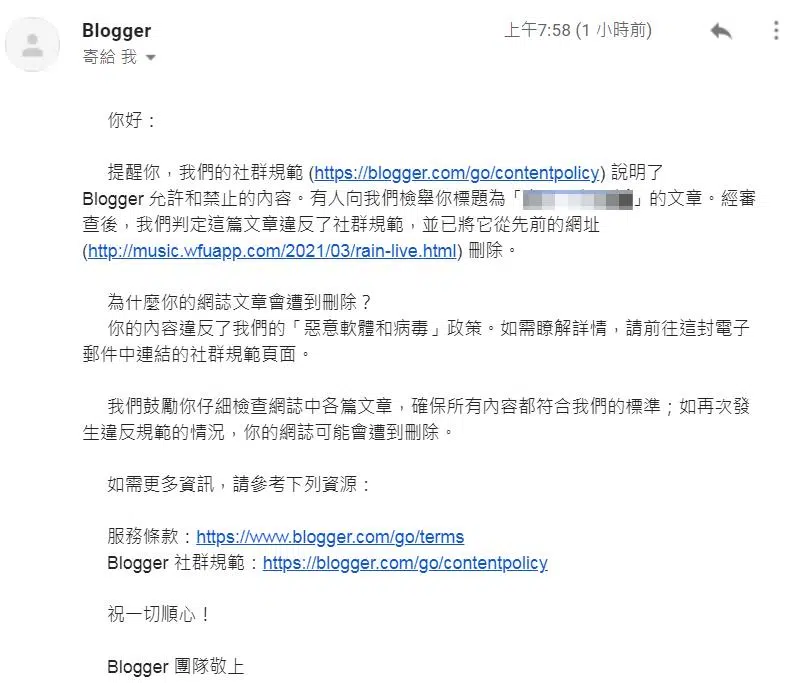 Blogger
上午7:58 (1 小時前)
寄給 我
你好：
提醒你，我們的社群規範 (https://blogger.com/go/contentpolicy) 說明了
Blogger 允許和禁止的內容。有人向我們檢舉你標題為「」的文章。經審
查後，我們判定這篇文章違反了社群規範，並已將它從先前的網址
(http://music.wfuapp.com/2021/03/rain-live.html) 刪除。
為什麼你的網誌文章會遭到刪除？
你的內容違反了我們的「惡意軟體和病毒」政策。如需瞭解詳情，請前往這封電子
郵件中連結的社群規範頁面。
我們鼓勵你仔細檢查網誌中各篇文章，確保所有內容都符合我們的標準；如再次發
生違反規範的情況，你的網誌可能會遭到刪除。
如需更多資訊，請參考下列資源：
服務條款：https://www.blogger.com/go/terms
Blogger 社群規範：https://blogger.com/go/contentpolicy
祝一切順心！
Blogger 團隊敬上